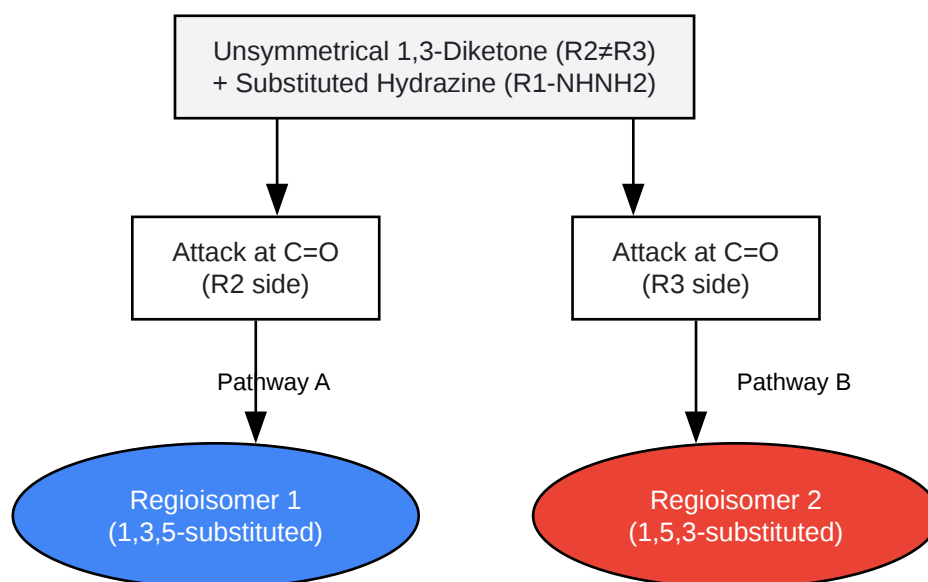 Unsymmetrical 1,3-Diketone (R2≠R3)
+ Substituted Hydrazine (R1-NHNH2)
Attack at C=O
(R2 side)
Attack at C=O
(R3 side)
Pathway A
Pathway B
Regioisomer 1
(1,3,5-substituted)
Regioisomer 2
(1,5,3-substituted)